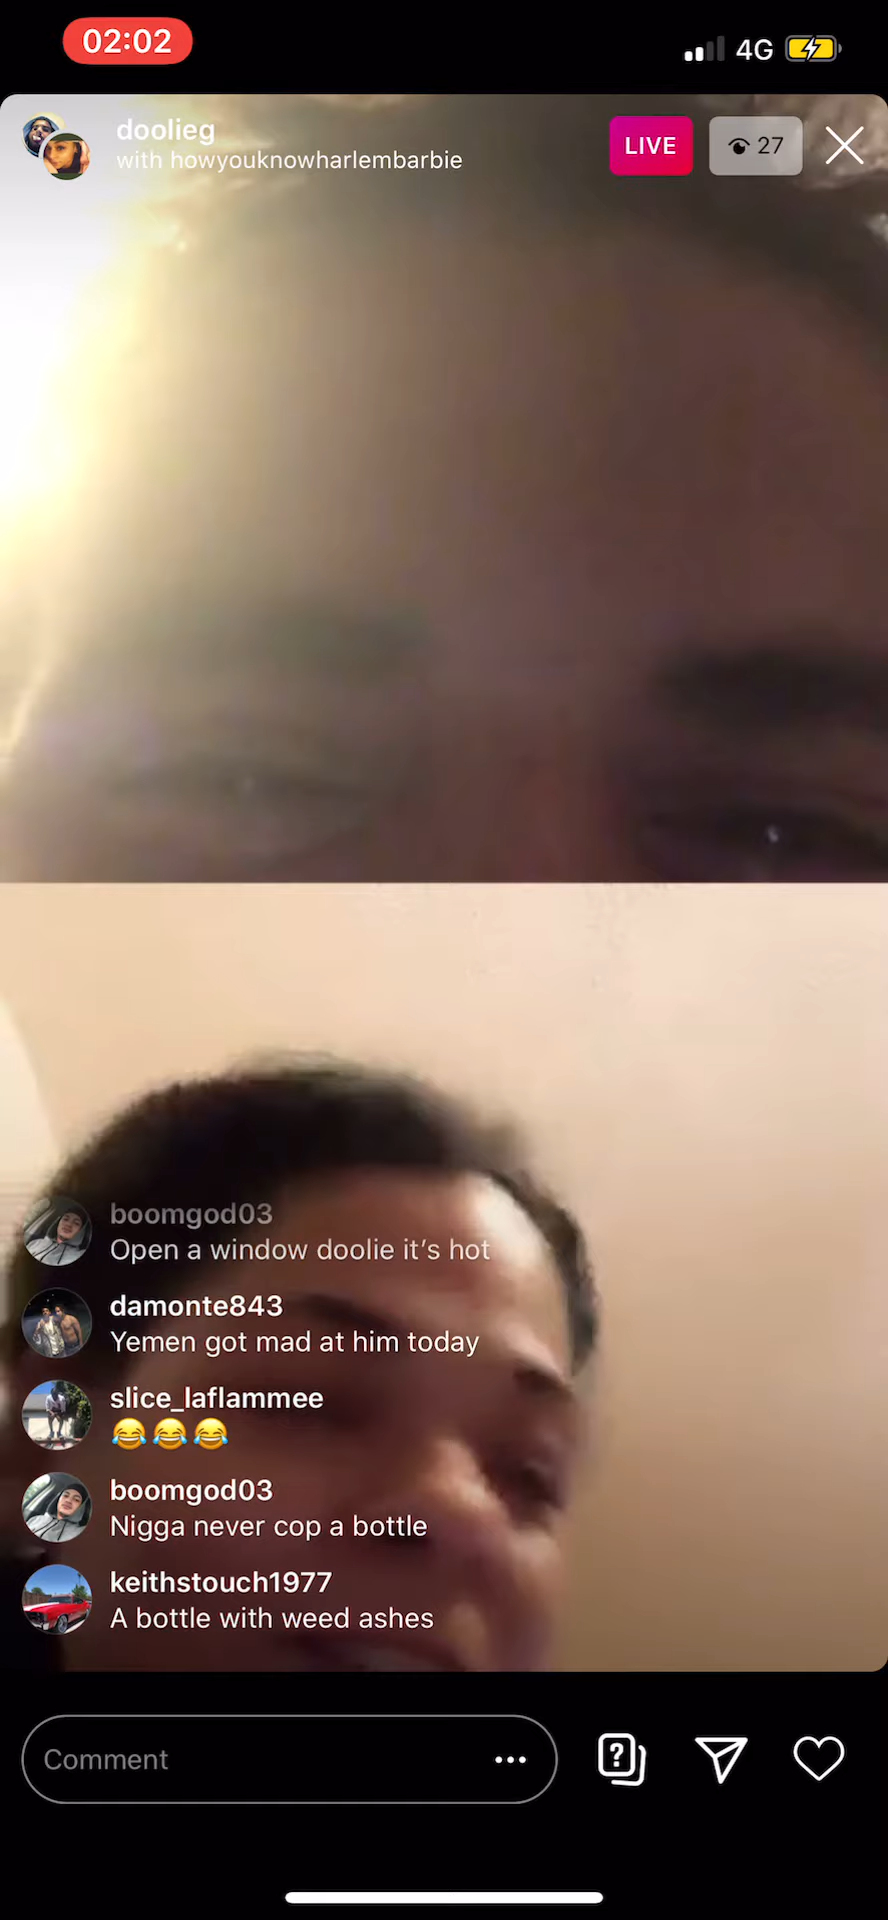 02:02
4G
doolieg
with howyouknowharlembarbie
LIVE
27
boomgod03
Open a window doolie it’s hot
damonte843
Yemen got mad at him today
slice_laflammee
😂😂😂
boomgod03
Nigga never cop a bottle
keithstouch1977
A bottle with weed ashes
Comment